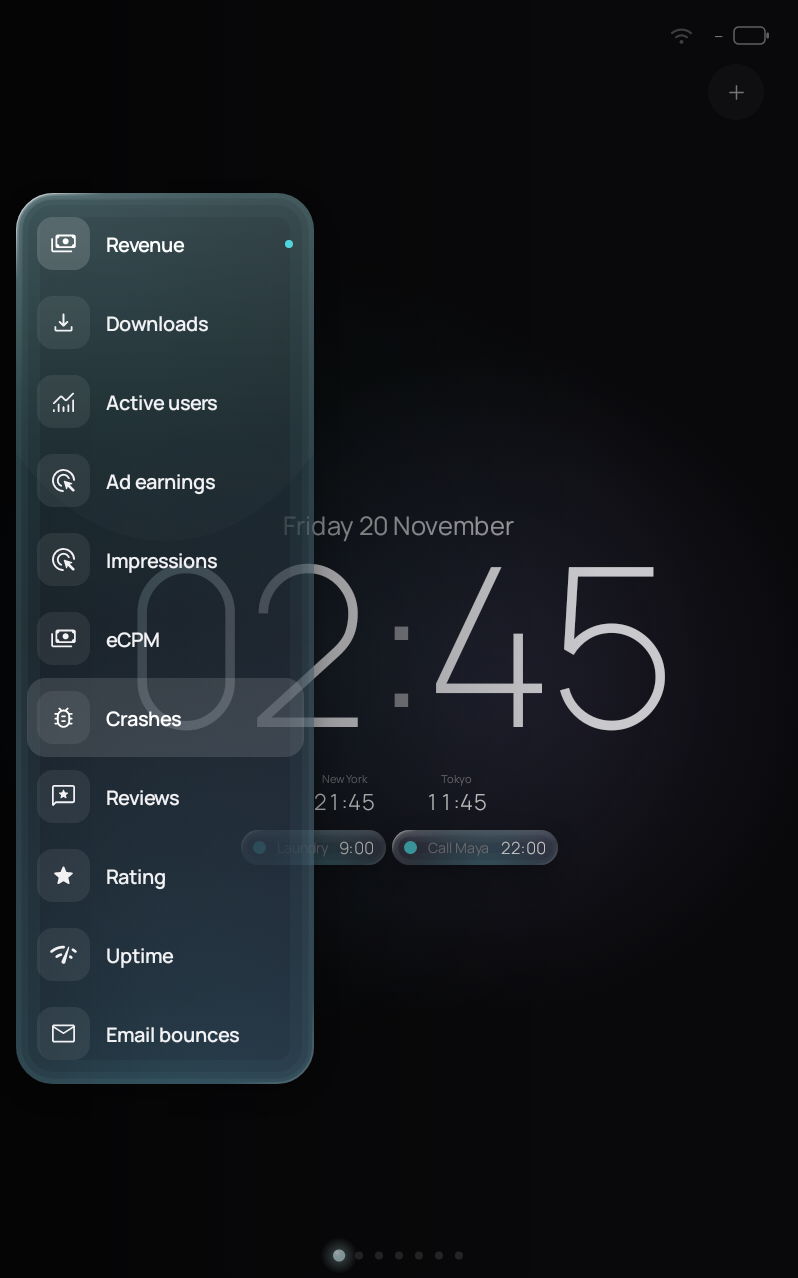 –
+
Revenue
Downloads
Active users
Ad earnings
Friday 20 November
Impressions
02:45
eCPM
Crashes
New York
Tokyo
Reviews
21:45
11:45
Laundry 9:00
Call Maya 22:00
Rating
Uptime
Email bounces